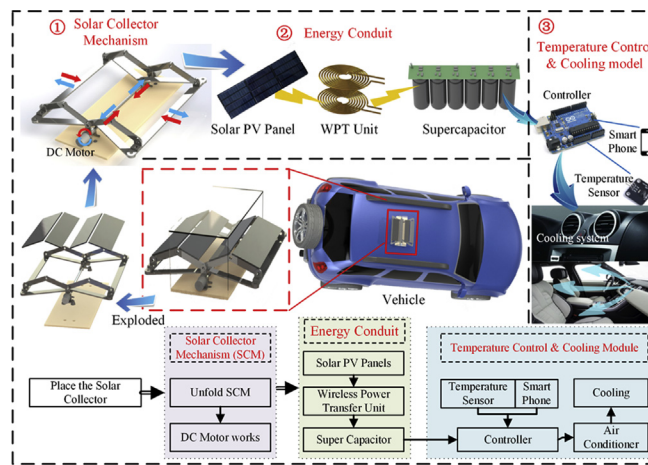 ① Solar Collector
Mechanism
DC Motor
② Energy Conduit
Solar PV Panel
WPT Unit
Supercapacitor
③
Temperature Control
& Cooling model
Controller
Smart
Phone
Temperature
Sensor
Cooling system
Exploded
Vehicle
Place the Solar
Collector
Solar Collector
Mechanism (SCM)
Unfold SCM
DC Motor works
Energy Conduit
Solar PV Panels
Wireless Power
Transfer Unit
Super Capacitor
Temperature Control & Cooling Module
Temperature
Sensor
Smart
Phone
Controller
Cooling
Air
Conditioner